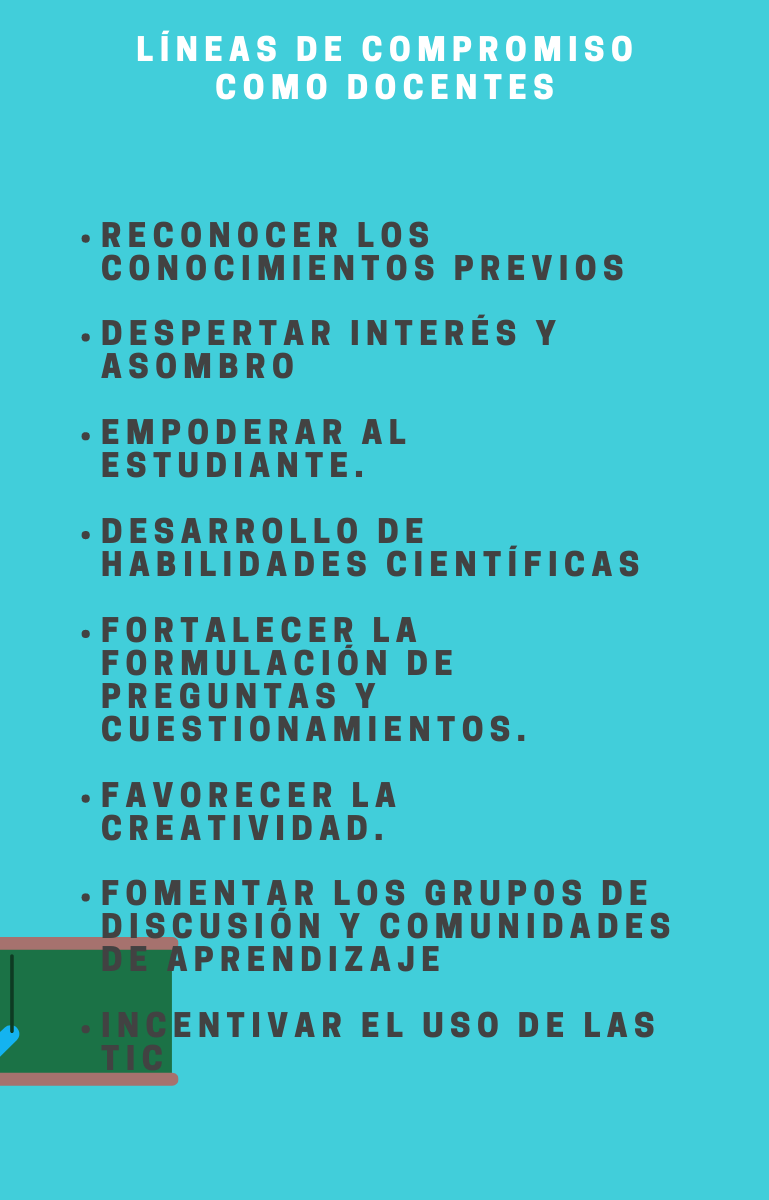 LÍNEAS DE COMPROMISO
COMO DOCENTES
• RECONOCER LOS
CONOCIMIENTOS PREVIOS
• DESPERTAR INTERÉS Y
ASOMBRO
• EMPODERAR AL
ESTUDIANTE.
• DESARROLLO DE
HABILIDADES CIENTÍFICAS
• FORTALECER LA
FORMULACIÓN DE
PREGUNTAS Y
CUESTIONAMIENTOS.
• FAVORECER LA
CREATIVIDAD.
• FOMENTAR LOS GRUPOS DE
DISCUSIÓN Y COMUNIDADES
DE APRENDIZAJE
• INCENTIVAR EL USO DE LAS
TIC